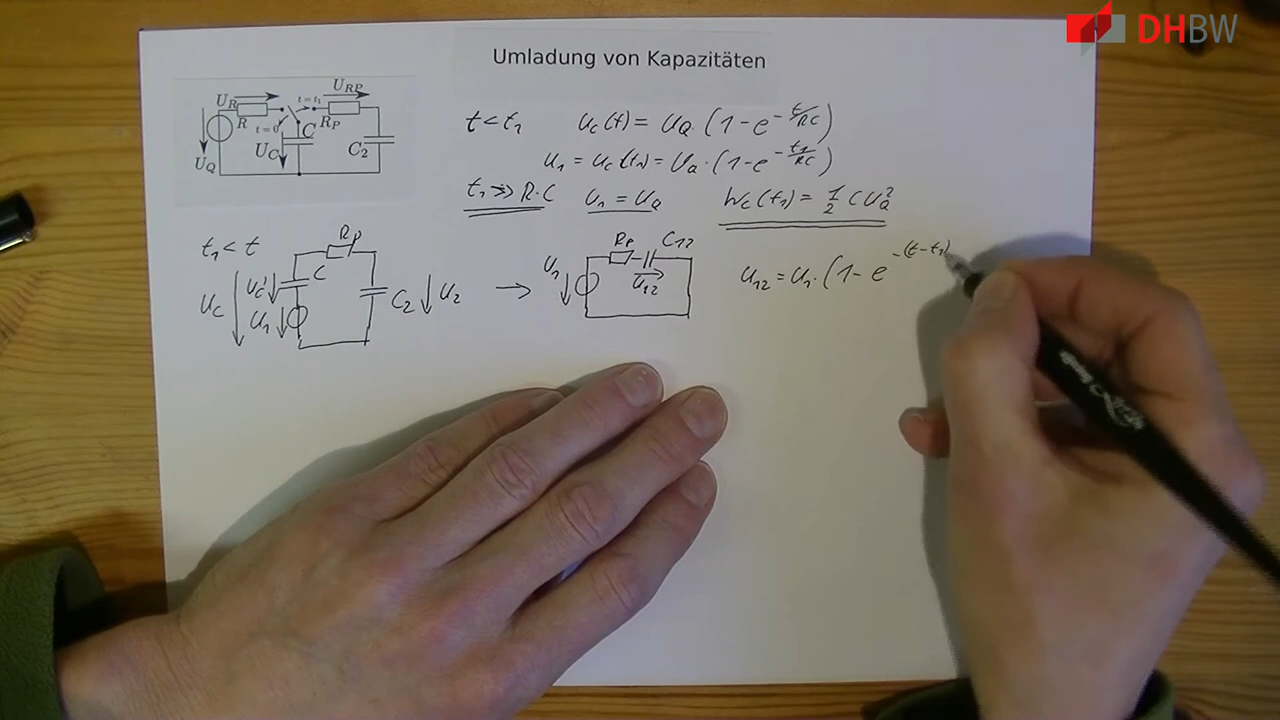 DHBW
Umladung von Kapazitäten
U_R U_RP
t=t₁
R t=0 C R_P
U_Q U_C C₂
t<t₁ u_C(t) = U_Q·(1-e^(-t/RC))
u₁ = u_C(t₁) = U_Q·(1-e^(-t₁/RC))
t₁ >> R·C U₁ = U_Q W_C(t₁) = 1/2 C U_Q²
t₁ < t R_P
U_C U_C' C U₁ C₂ U₂ →
U₁ R_P C₁₂ U₁₂
u₁₂ = u₁·(1-e^(-(t-t₁)